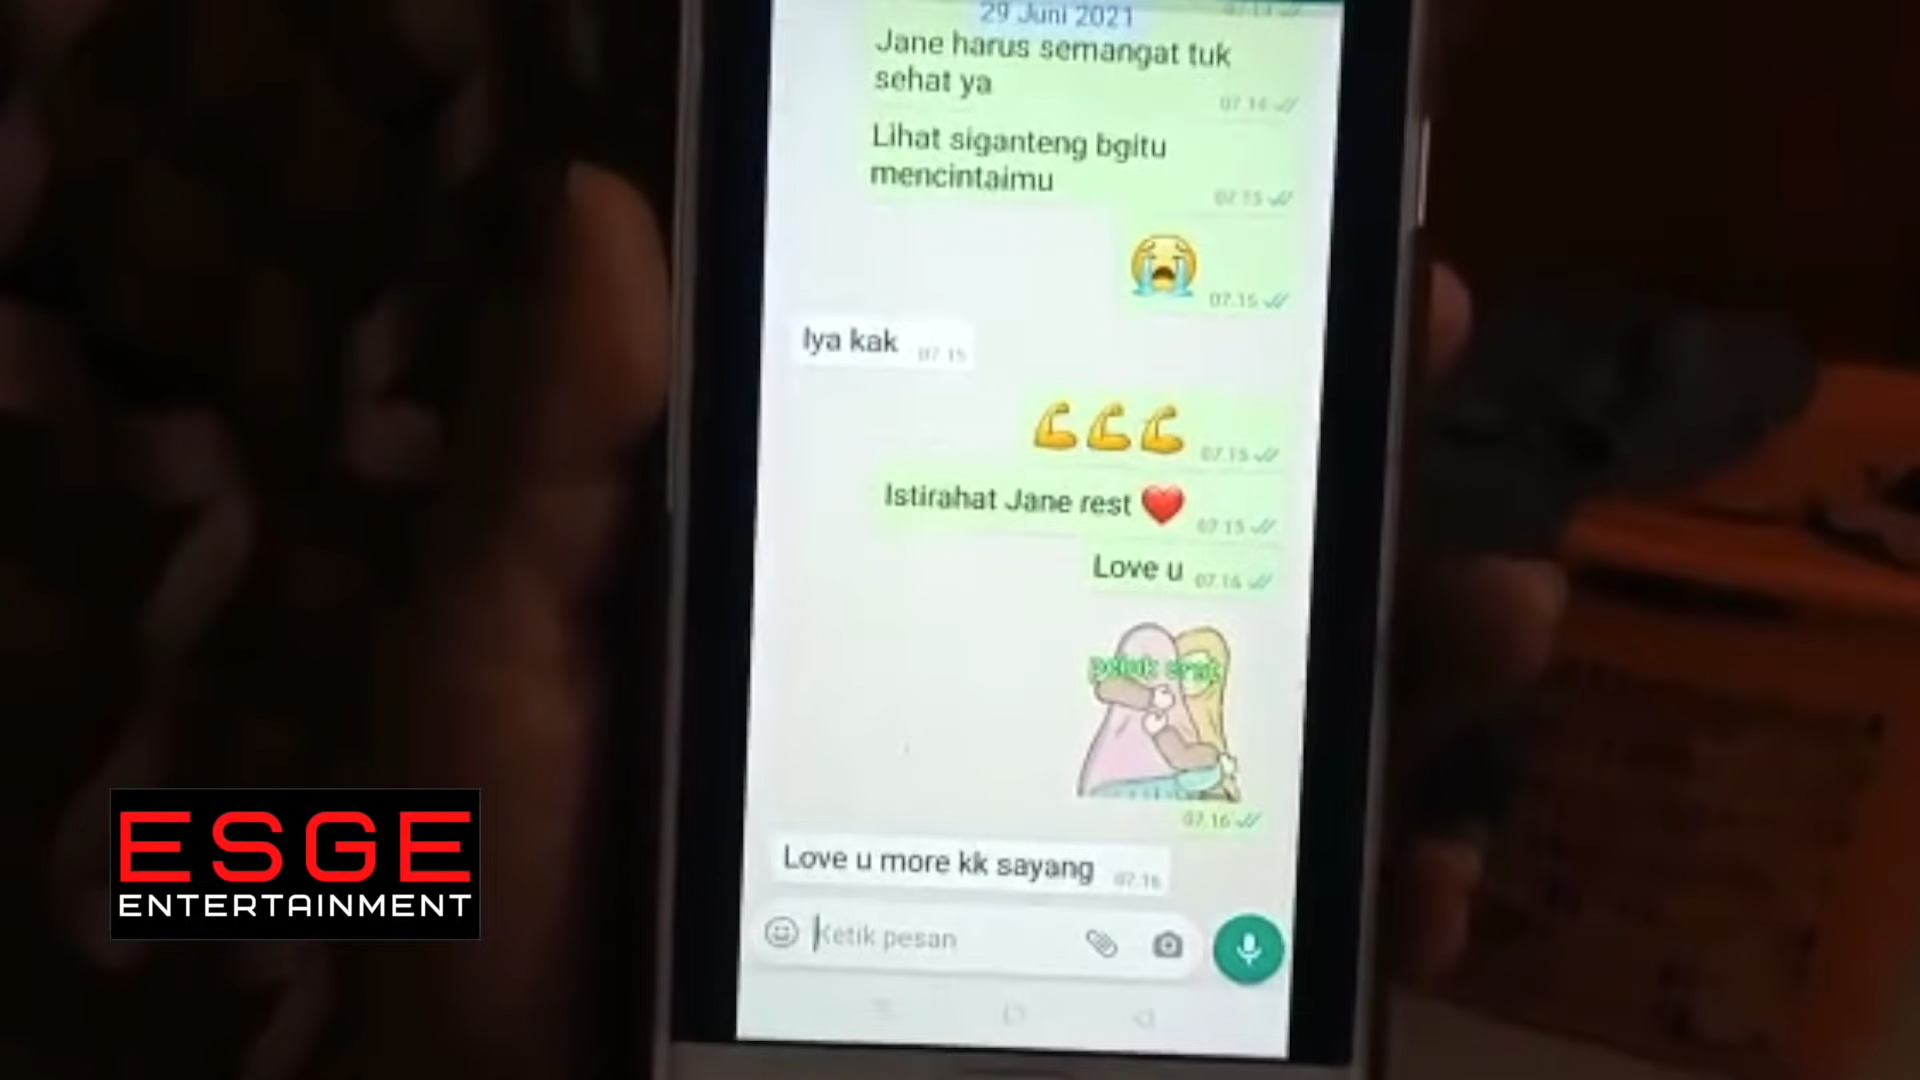 29 Juni 2021
Jane harus semangat tuk
sehat ya
07.14
Lihat siganteng bgitu
mencintaimu
07.15
07.15
Iya kak
07.15
07.15
Istirahat Jane rest
07.15
Love u
07.16
peluk erat
07.16
Love u more kk sayang
07.16
Ketik pesan
ESGE
ENTERTAINMENT